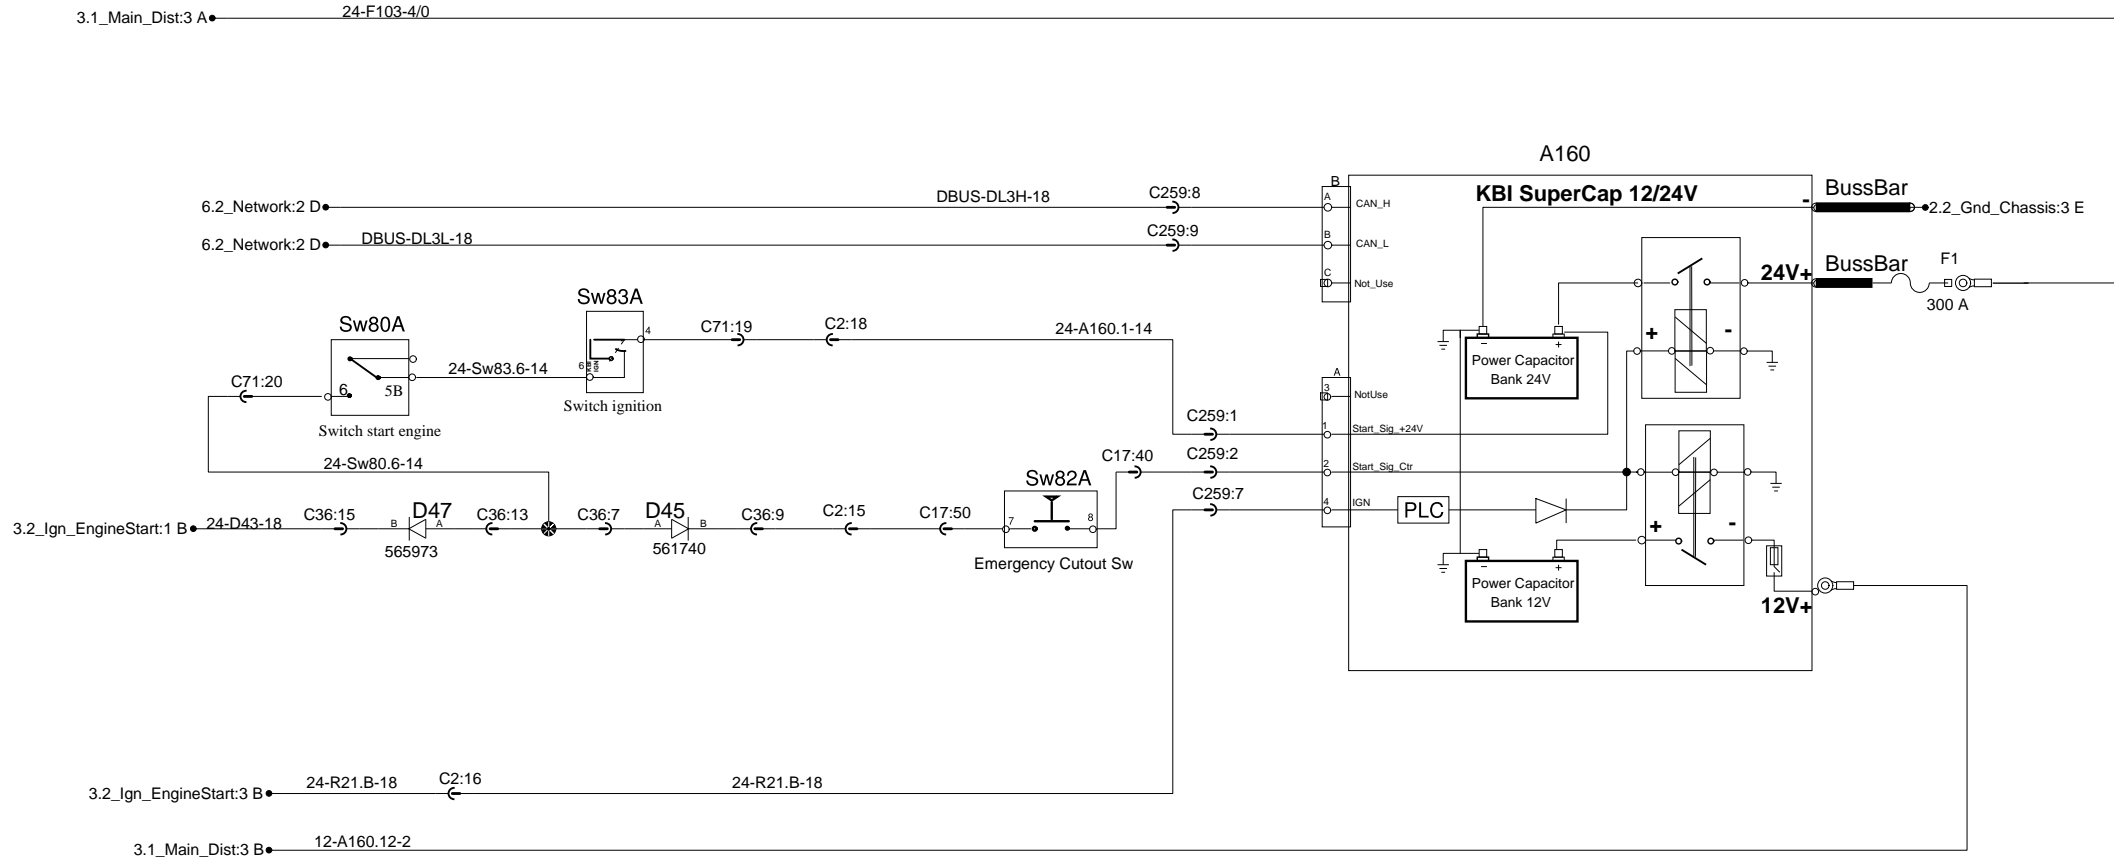 3.1_Main_Dist:3 A
24-F103-4/0
A160
KBI SuperCap 12/24V
BussBar
-
2.2_Gnd_Chassis:3 E
6.2_Network:2 D
DBUS-DL3H-18
C259:8
B
A
CAN_H
6.2_Network:2 D
DBUS-DL3L-18
C259:9
B
CAN_L
C
Not_Use
24V+
BussBar
F1
300 A
Sw83A
4
6
KBI
IGN
Switch ignition
Sw80A
6
5B
Switch start engine
C71:19
C2:18
24-A160.1-14
24-Sw83.6-14
C71:20
+
-
-
+
Power Capacitor
Bank 24V
A
3
NotUse
C259:1
1
Start_Sig_+24V
C17:40
C259:2
2
Start_Sig_Ctr
24-Sw80.6-14
Sw82A
7
8
Emergency Cutout Sw
C259:7
4
IGN
PLC
3.2_Ign_EngineStart:1 B
24-D43-18
C36:15
B
D47
A
565973
C36:13
C36:7
A
D45
B
561740
C36:9
C2:15
C17:50
+
-
-
+
Power Capacitor
Bank 12V
12V+
3.2_Ign_EngineStart:3 B
24-R21.B-18
C2:16
24-R21.B-18
3.1_Main_Dist:3 B
12-A160.12-2